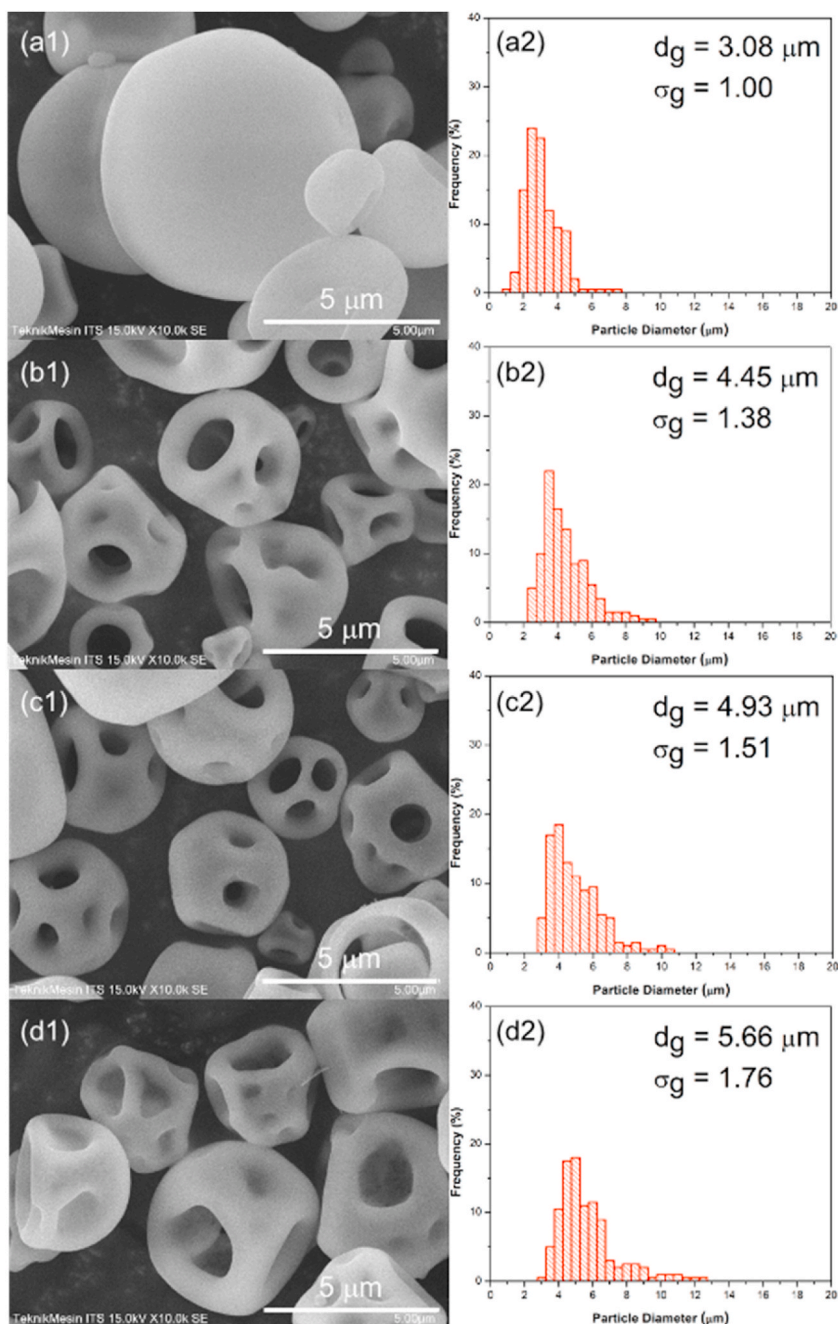 (a1)
5 μm
TeknikMesin ITS 15.0kV X10.0k SE
5.00μm
(a2)
dg = 3.08 μm
σg = 1.00
40
30
20
10
0
Frequency (%)
0 2 4 6 8 10 12 14 16 18 20
Particle Diameter (μm)
(b1)
5 μm
TeknikMesin ITS 15.0kV X10.0k SE
5.00μm
(b2)
dg = 4.45 μm
σg = 1.38
40
30
20
10
0
Frequency (%)
0 2 4 6 8 10 12 14 16 18 20
Particle Diameter (μm)
(c1)
5 μm
TeknikMesin ITS 15.0kV X10.0k SE
5.00μm
(c2)
dg = 4.93 μm
σg = 1.51
40
30
20
10
0
Frequency (%)
0 2 4 6 8 10 12 14 16 18 20
Particle Diameter (μm)
(d1)
5 μm
TeknikMesin ITS 15.0kV X10.0k SE
5.00μm
(d2)
dg = 5.66 μm
σg = 1.76
40
30
20
10
0
Frequency (%)
0 2 4 6 8 10 12 14 16 18 20
Particle Diameter (μm)